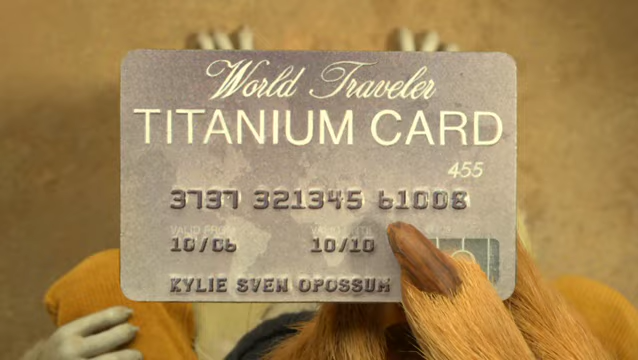 World Traveler
TITANIUM CARD
455
3737 321345 61008
VALID FROM
10/06 10/10
KYLIE SVEN OPOSSUM